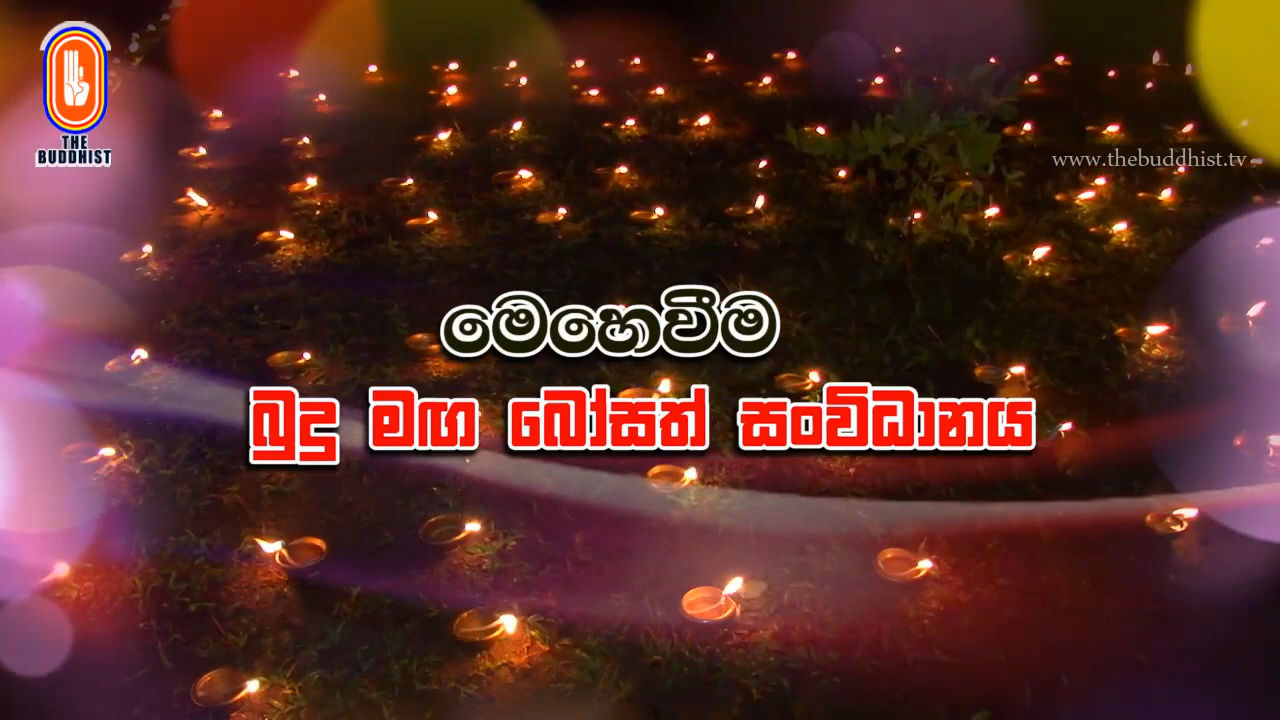 THE
BUDDHIST
www.thebuddhist.tv
මෙහෙවීම
බුදු මඟ බෝසත් සංවිධානය